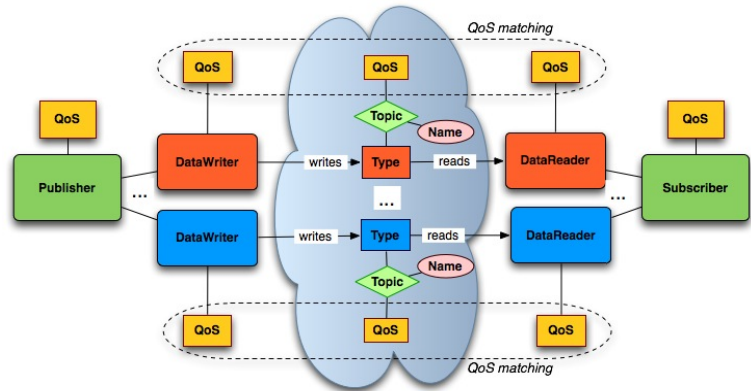 QoS matching
QoS QoS QoS
QoS QoS
Topic
Name
DataWriter writes Type reads DataReader
Publisher ... ... ... Subscriber
DataWriter writes Type reads DataReader
Name
Topic
QoS QoS QoS
QoS matching